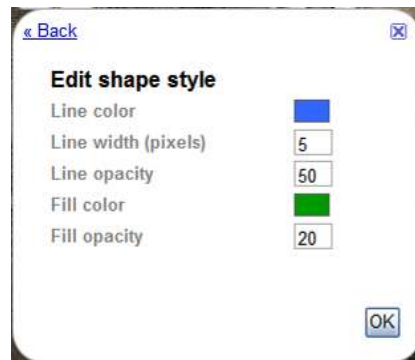 « Back
Edit shape style
Line color
Line width (pixels) 5
Line opacity 50
Fill color
Fill opacity 20
OK